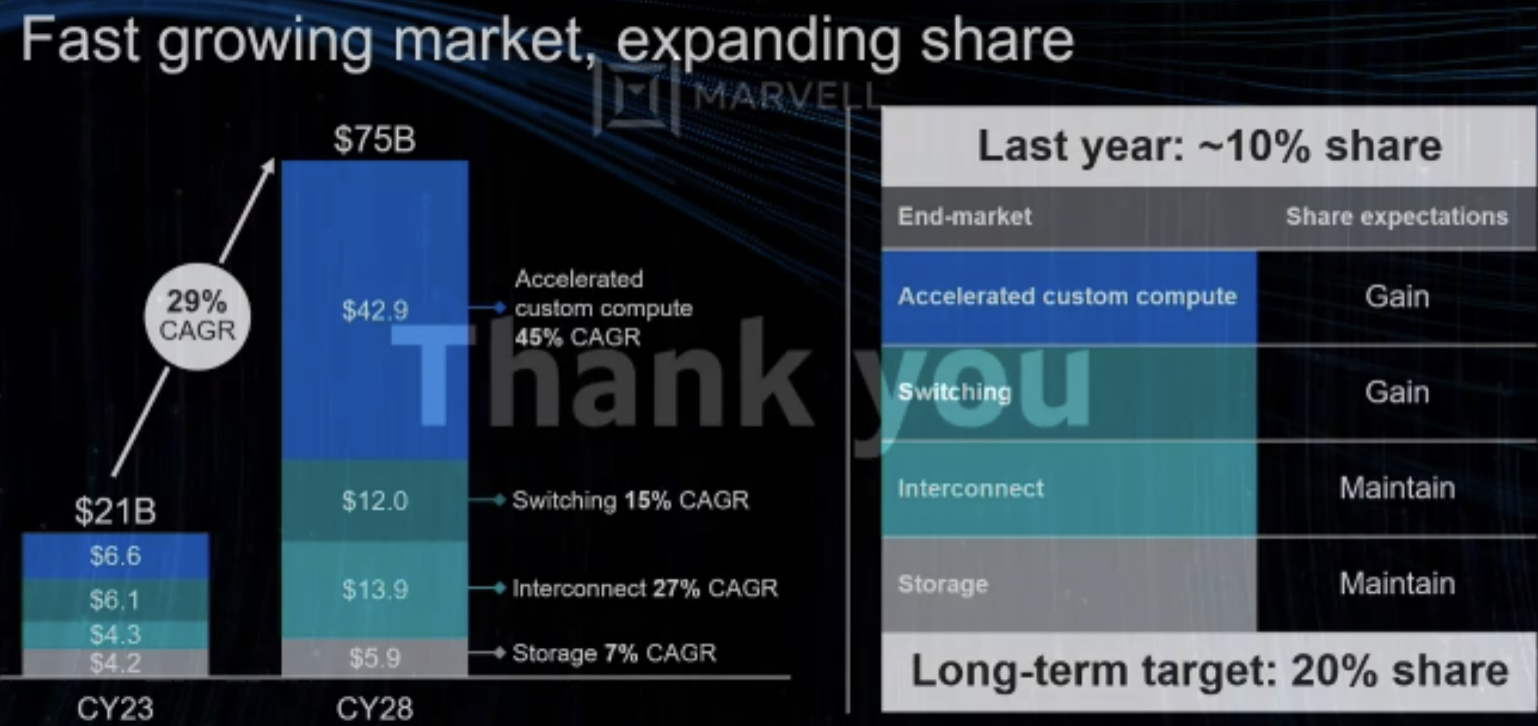 Fast growing market, expanding share
MARVELL
$75B
$42.9
$12.0
$13.9
$5.9
CY28
29%
CAGR
$21B
$6.6
$6.1
$4.3
$4.2
CY23
Accelerated
custom compute
45% CAGR
Switching 15% CAGR
Interconnect 27% CAGR
Storage 7% CAGR
Thank you
Last year: ~10% share
End-market Share expectations
Accelerated custom compute Gain
Switching Gain
Interconnect Maintain
Storage Maintain
Long-term target: 20% share